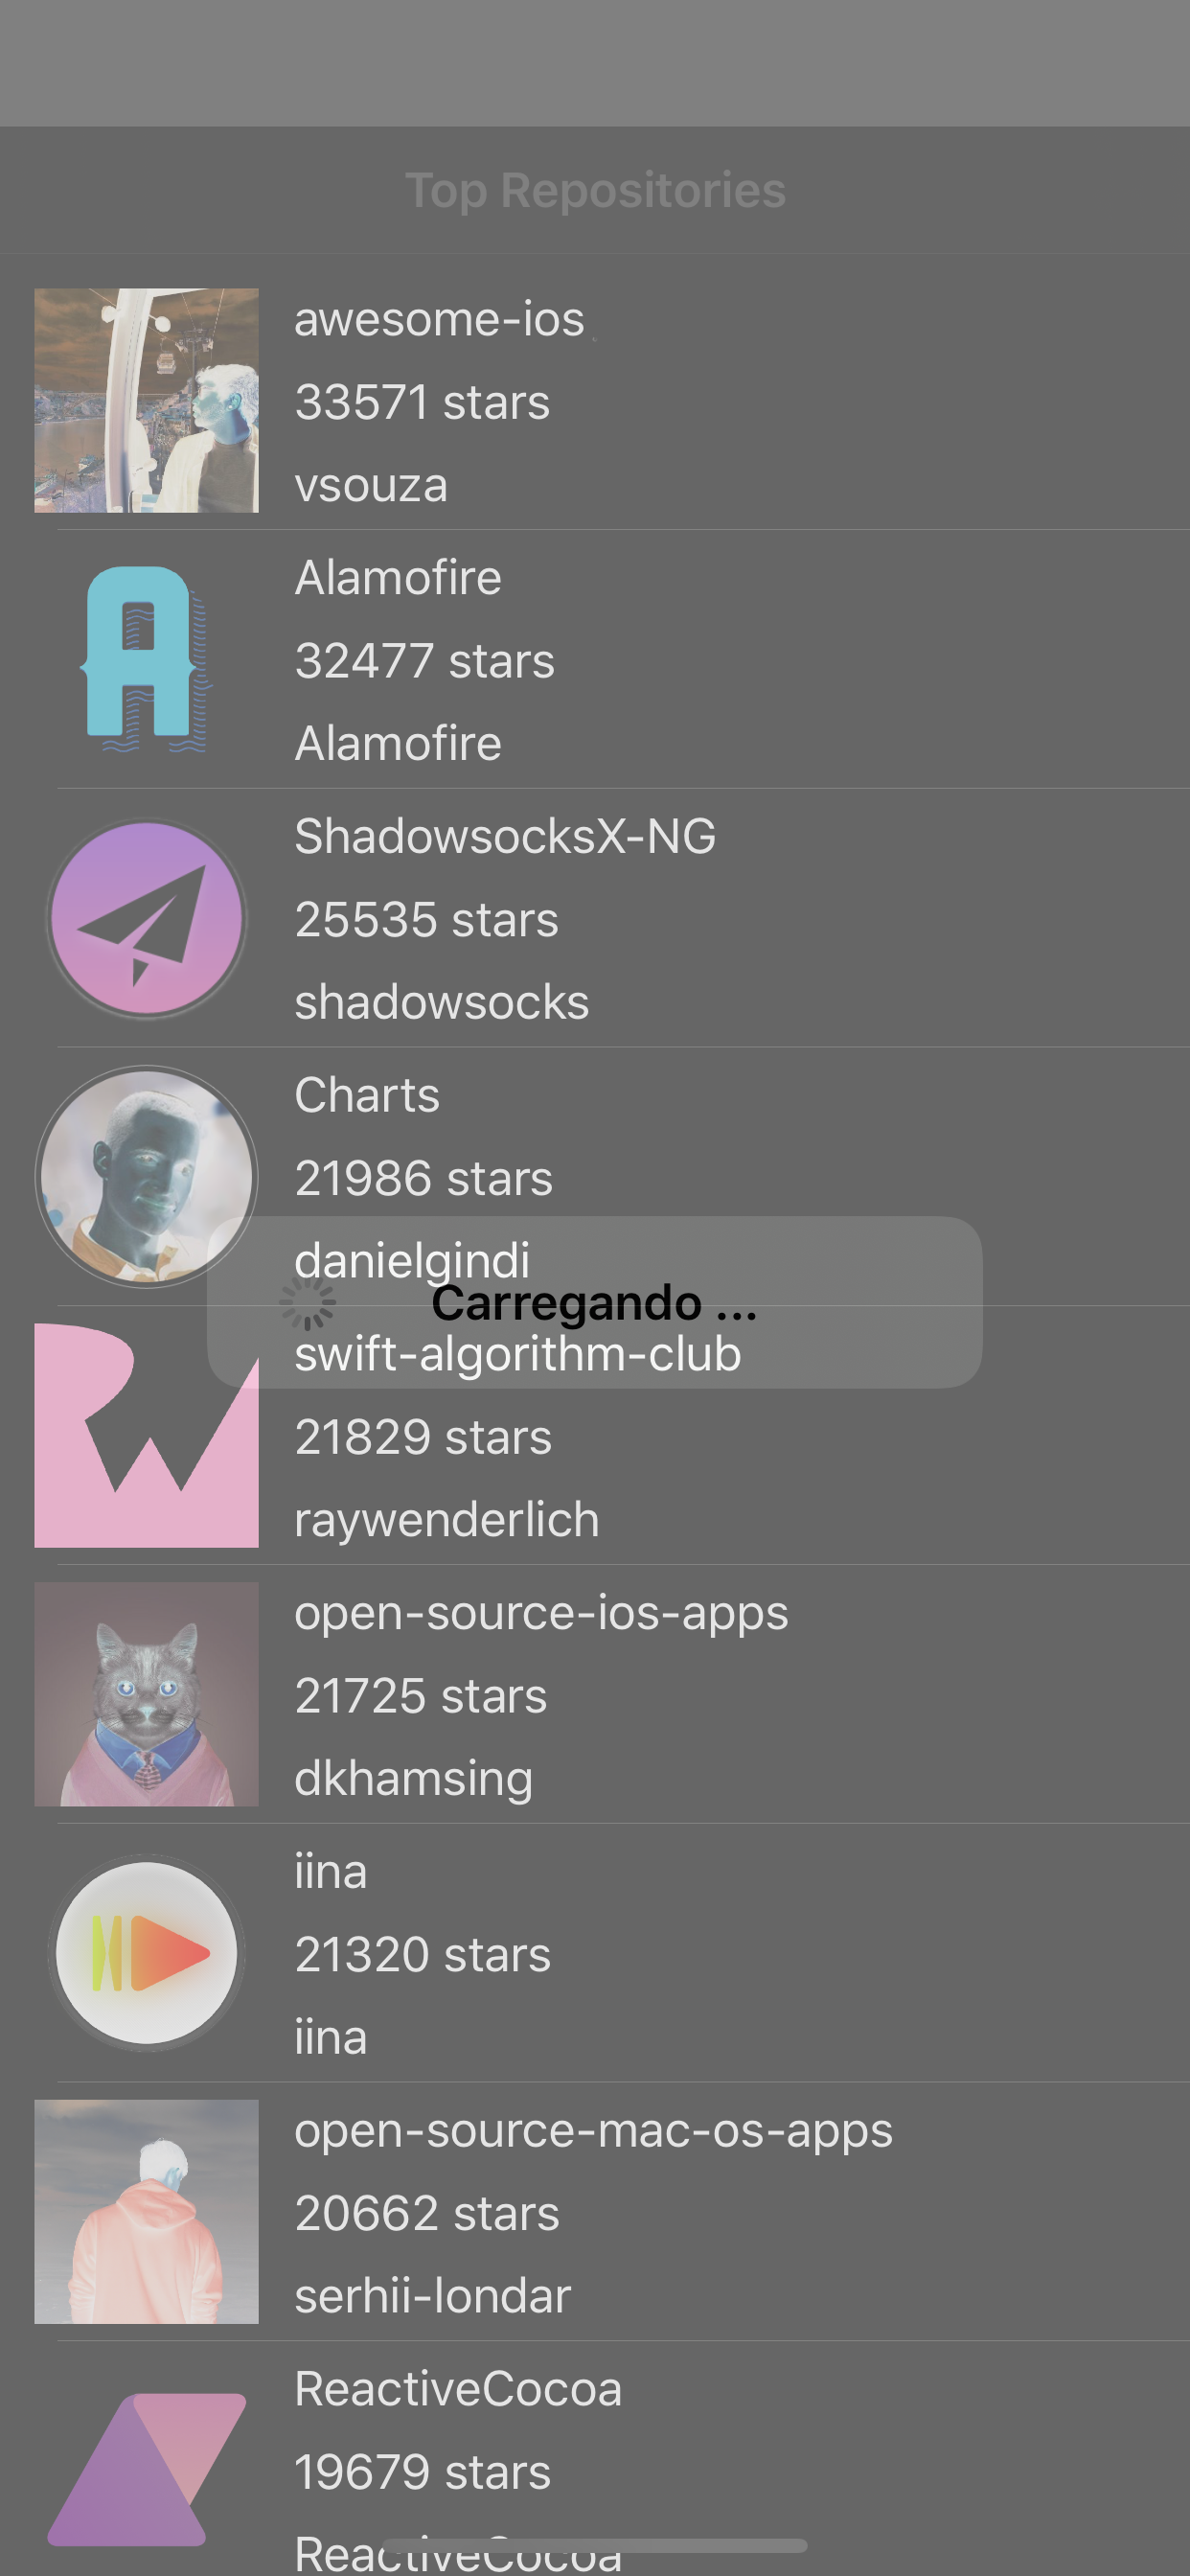 Top Repositories
awesome-ios
33571 stars
vsouza
Alamofire
32477 stars
Alamofire
ShadowsocksX-NG
25535 stars
shadowsocks
Charts
21986 stars
danielgindi
Carregando ...
swift-algorithm-club
21829 stars
raywenderlich
open-source-ios-apps
21725 stars
dkhamsing
iina
21320 stars
iina
open-source-mac-os-apps
20662 stars
serhii-londar
ReactiveCocoa
19679 stars
ReactiveCocoa